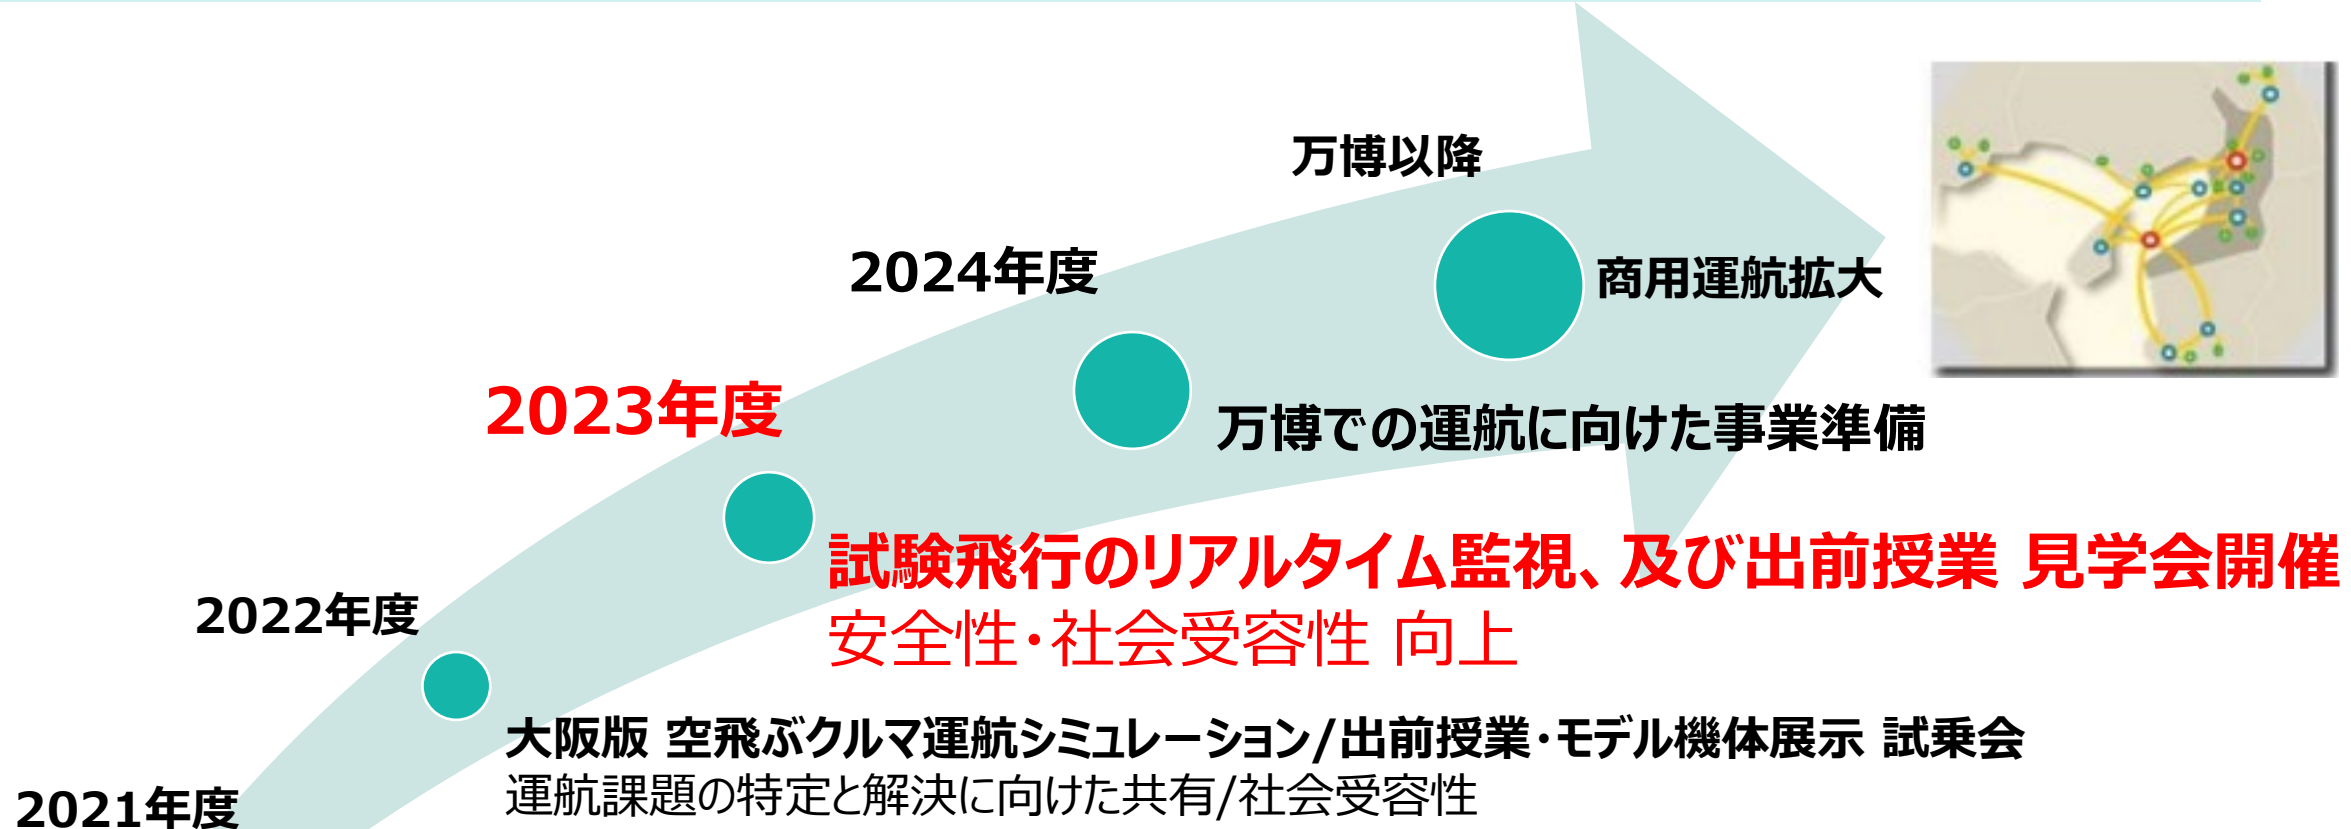 万博以降
商用運航拡大
2024年度
万博での運航に向けた事業準備
2023年度
試験飛行のリアルタイム監視、及び出前授業 見学会開催
安全性・社会受容性 向上
2022年度
大阪版 空飛ぶクルマ運航シミュレーション/出前授業・モデル機体展示 試乗会
運航課題の特定と解決に向けた共有/社会受容性
2021年度